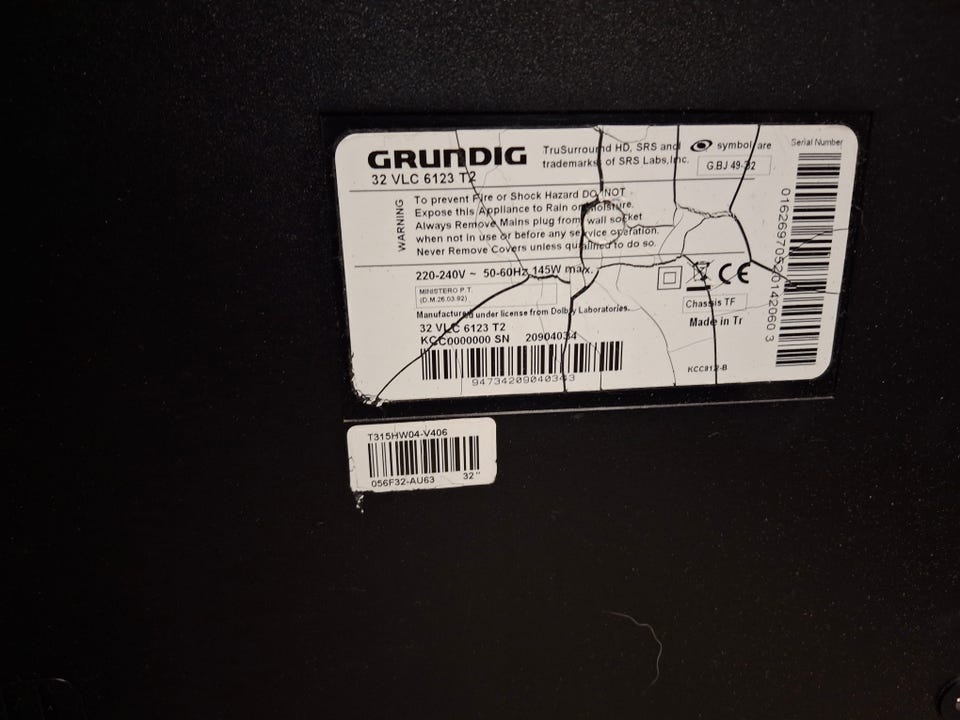 GRUNDIG
32 VLC 6123 T2
TruSurround HD, SRS and symbol are
trademarks of SRS Labs, Inc.
G.BJ 49-32
Serial Number
WARNING
To prevent Fire or Shock Hazard DO NOT
Expose this Appliance to Rain or moisture.
Always Remove Mains plug from wall socket
when not in use or before any service operation.
Never Remove Covers unless qualified to do so.
220-240V ~ 50-60Hz 145W max.
MINISTERO P.T.
(D.M.26.03.92)
CE
Manufactured under license from Dolby Laboratories.
Chassis TF
Made in Tr
32 VLC 6123 T2
KCC0000000 SN 20904034
94734209040343
T315HW04-V406
056F32-AU63 32"